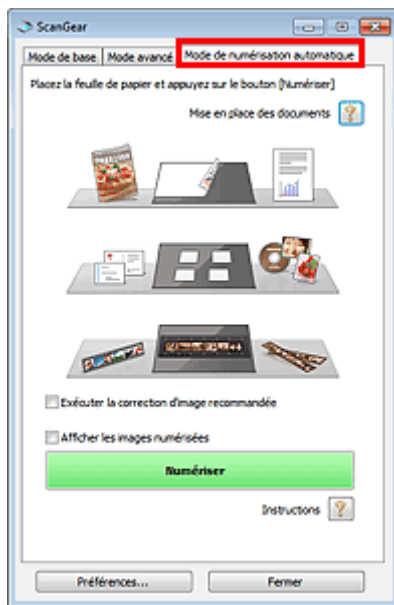 ScanGear
Mode de base Mode avancé Mode de numérisation automatique
Placez la feuille de papier et appuyez sur le bouton [Numériser]
Mise en place des documents
Exécuter la correction d'image recommandée
Afficher les images numérisées
Numériser
Instructions
Préférences... Fermer